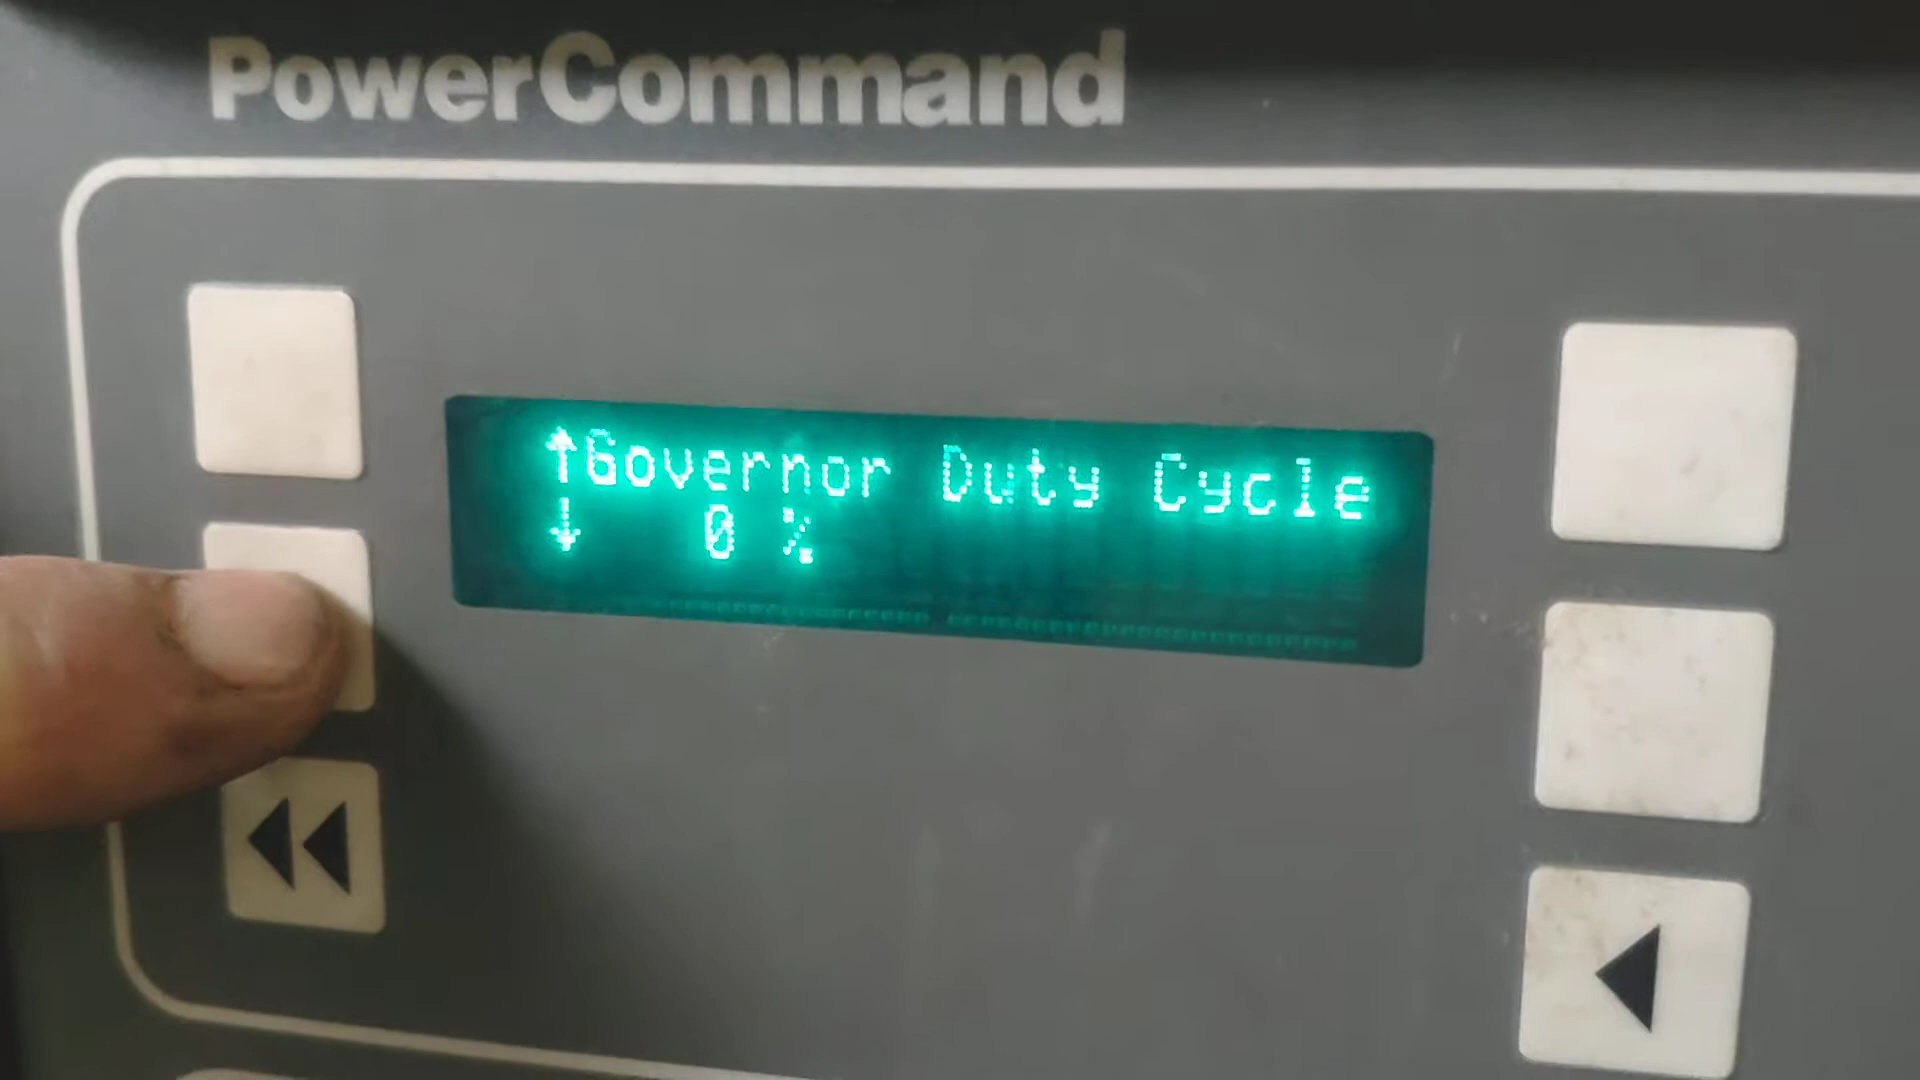 PowerCommand
↑Governor Duty Cycle
↓ 0 %